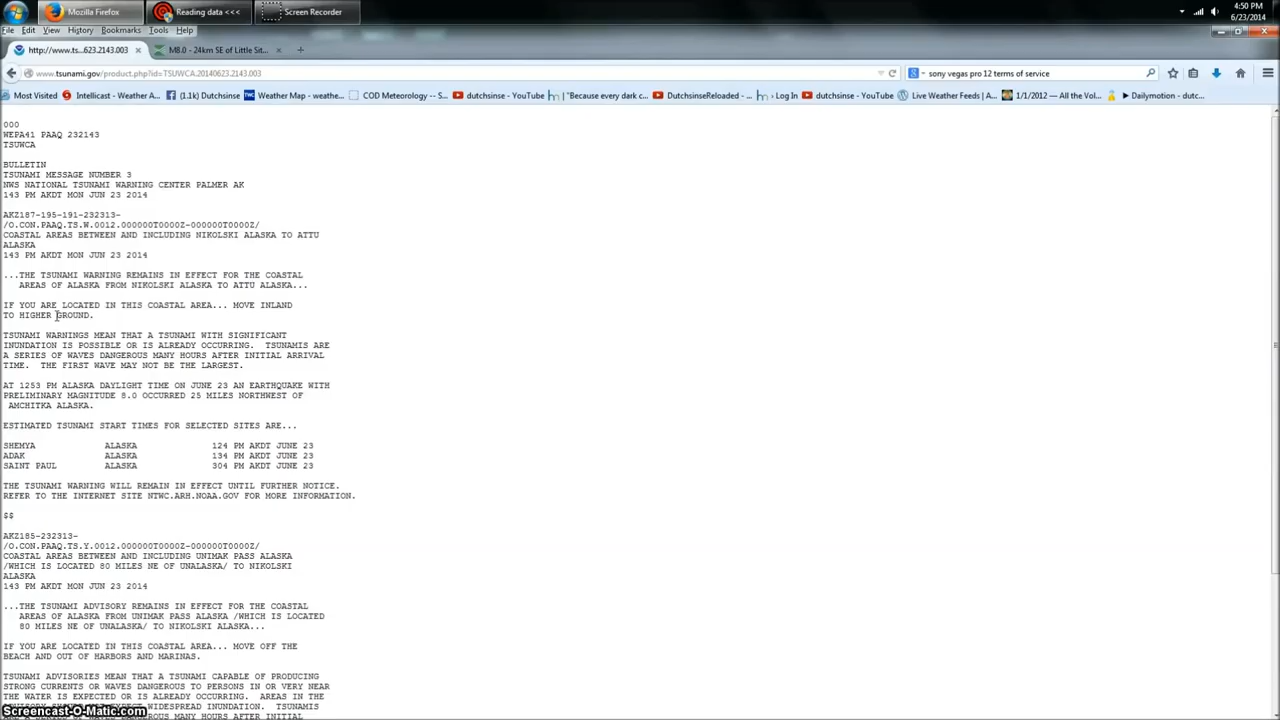 Mozilla Firefox
Reading data <<<
Screen Recorder
4:50 PM
6/23/2014
File Edit View History Bookmarks Tools Help
http://www.ts...623.2143.003
M8.0 - 24km SE of Little Sit...
www.tsunami.gov/product.php?id=TSUWCA.20140623.2143.003
sony vegas pro 12 terms of service
Most Visited Intellicast - Weather A... (1.1k) Dutchsinse Weather Map - weathe... COD Meteorology -- S... dutchsinse - YouTube "Because every dark c... DutchsinseReloaded - ... Log In dutchsinse - YouTube Live Weather Feeds | ... 1/1/2012 -- All the Vol... Dailymotion - dutc...
000
WEPA41 PAAQ 232143
TSUWCA
BULLETIN
TSUNAMI MESSAGE NUMBER 3
NWS NATIONAL TSUNAMI WARNING CENTER PALMER AK
143 PM AKDT MON JUN 23 2014
AKZ187-195-191-232313-
/O.CON.PAAQ.TS.W.0012.000000T0000Z-000000T0000Z/
COASTAL AREAS BETWEEN AND INCLUDING NIKOLSKI ALASKA TO ATTU
ALASKA
143 PM AKDT MON JUN 23 2014
...THE TSUNAMI WARNING REMAINS IN EFFECT FOR THE COASTAL
AREAS OF ALASKA FROM NIKOLSKI ALASKA TO ATTU ALASKA...
IF YOU ARE LOCATED IN THIS COASTAL AREA... MOVE INLAND
TO HIGHER GROUND.
TSUNAMI WARNINGS MEAN THAT A TSUNAMI WITH SIGNIFICANT
INUNDATION IS POSSIBLE OR IS ALREADY OCCURRING. TSUNAMIS ARE
A SERIES OF WAVES DANGEROUS MANY HOURS AFTER INITIAL ARRIVAL
TIME. THE FIRST WAVE MAY NOT BE THE LARGEST.
AT 1253 PM ALASKA DAYLIGHT TIME ON JUNE 23 AN EARTHQUAKE WITH
PRELIMINARY MAGNITUDE 8.0 OCCURRED 25 MILES NORTHWEST OF
AMCHITKA ALASKA.
ESTIMATED TSUNAMI START TIMES FOR SELECTED SITES ARE...
SHEMYA ALASKA 124 PM AKDT JUNE 23
ADAK ALASKA 134 PM AKDT JUNE 23
SAINT PAUL ALASKA 304 PM AKDT JUNE 23
THE TSUNAMI WARNING WILL REMAIN IN EFFECT UNTIL FURTHER NOTICE.
REFER TO THE INTERNET SITE NTWC.ARH.NOAA.GOV FOR MORE INFORMATION.
$$
AKZ185-232313-
/O.CON.PAAQ.TS.Y.0012.000000T0000Z-000000T0000Z/
COASTAL AREAS BETWEEN AND INCLUDING UNIMAK PASS ALASKA
/WHICH IS LOCATED 80 MILES NE OF UNALASKA/ TO NIKOLSKI
ALASKA
143 PM AKDT MON JUN 23 2014
...THE TSUNAMI ADVISORY REMAINS IN EFFECT FOR THE COASTAL
AREAS OF ALASKA FROM UNIMAK PASS ALASKA /WHICH IS LOCATED
80 MILES NE OF UNALASKA/ TO NIKOLSKI ALASKA...
IF YOU ARE LOCATED IN THIS COASTAL AREA... MOVE OFF THE
BEACH AND OUT OF HARBORS AND MARINAS.
TSUNAMI ADVISORIES MEAN THAT A TSUNAMI CAPABLE OF PRODUCING
STRONG CURRENTS OR WAVES DANGEROUS TO PERSONS IN OR VERY NEAR
THE WATER IS EXPECTED OR IS ALREADY OCCURRING. AREAS IN THE
WIDESPREAD INUNDATION. TSUNAMIS
WAVES DANGEROUS MANY HOURS AFTER INITIAL
Screencast-O-Matic.com